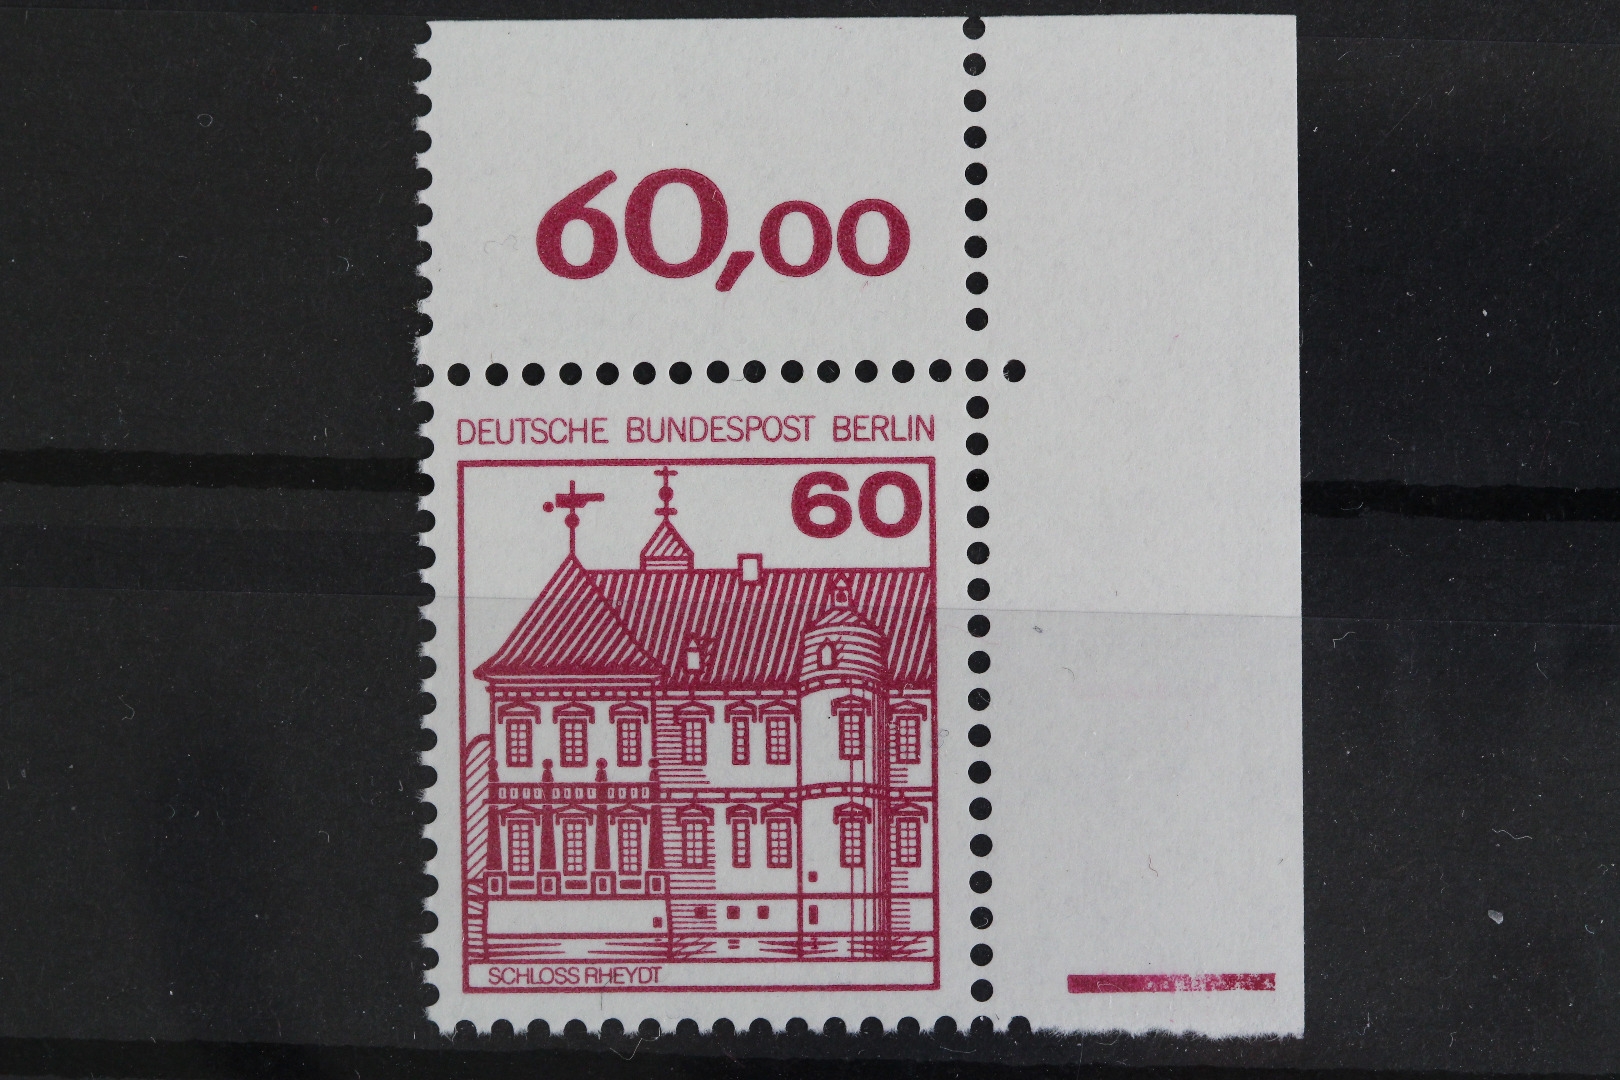 60,00
DEUTSCHE BUNDESPOST BERLIN
60
SCHLOSS RHEYDT